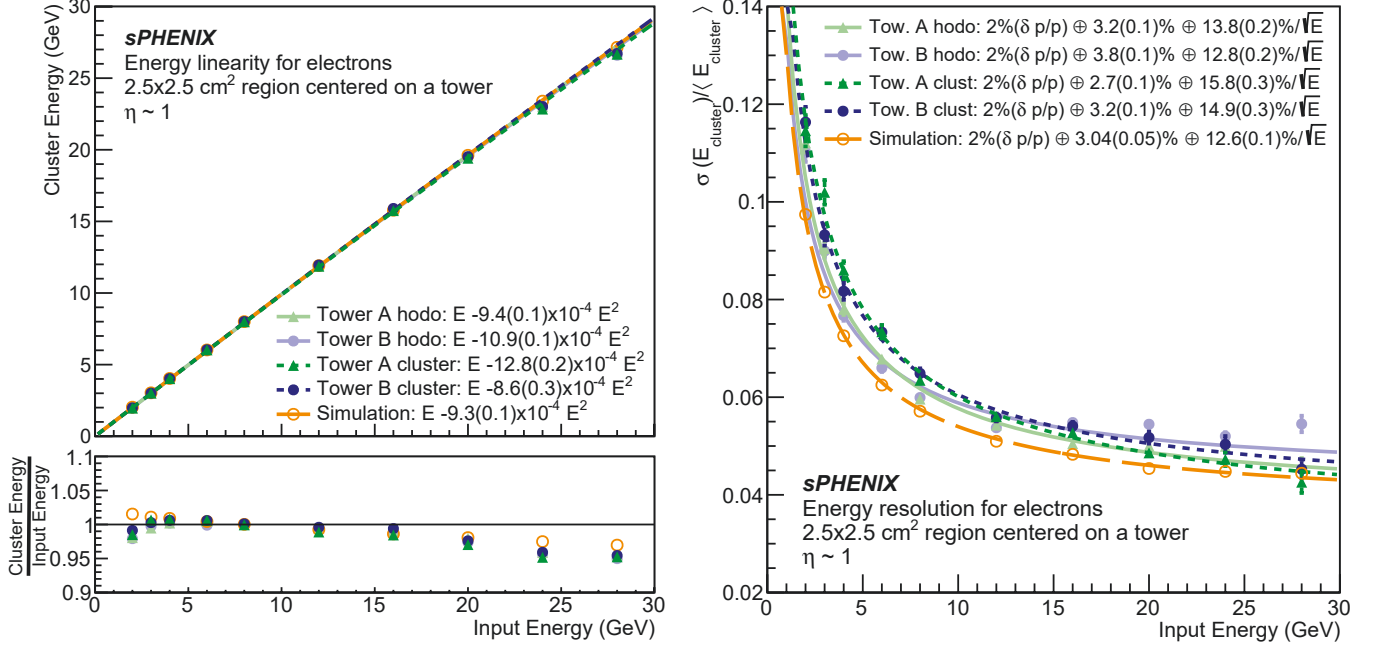 30
25
20
15
10
5
0
Cluster Energy (GeV)
sPHENIX
Energy linearity for electrons
2.5x2.5 cm² region centered on a tower
η ~ 1
Tower A hodo: E -9.4(0.1)x10⁻⁴ E²
Tower B hodo: E -10.9(0.1)x10⁻⁴ E²
Tower A cluster: E -12.8(0.2)x10⁻⁴ E²
Tower B cluster: E -8.6(0.3)x10⁻⁴ E²
Simulation: E -9.3(0.1)x10⁻⁴ E²
1.1
1.05
1
0.95
0.9
Cluster Energy
Input Energy
0 5 10 15 20 25 30
Input Energy (GeV)
0.14
0.12
0.1
0.08
0.06
0.04
0.02
σ (E_cluster)/⟨ E_cluster ⟩
Tow. A hodo: 2%(δ p/p) ⊕ 3.2(0.1)% ⊕ 13.8(0.2)%/√E
Tow. B hodo: 2%(δ p/p) ⊕ 3.8(0.1)% ⊕ 12.8(0.2)%/√E
Tow. A clust: 2%(δ p/p) ⊕ 2.7(0.1)% ⊕ 15.8(0.3)%/√E
Tow. B clust: 2%(δ p/p) ⊕ 3.2(0.1)% ⊕ 14.9(0.3)%/√E
Simulation: 2%(δ p/p) ⊕ 3.04(0.05)% ⊕ 12.6(0.1)%/√E
sPHENIX
Energy resolution for electrons
2.5x2.5 cm² region centered on a tower
η ~ 1
0 5 10 15 20 25 30
Input Energy (GeV)